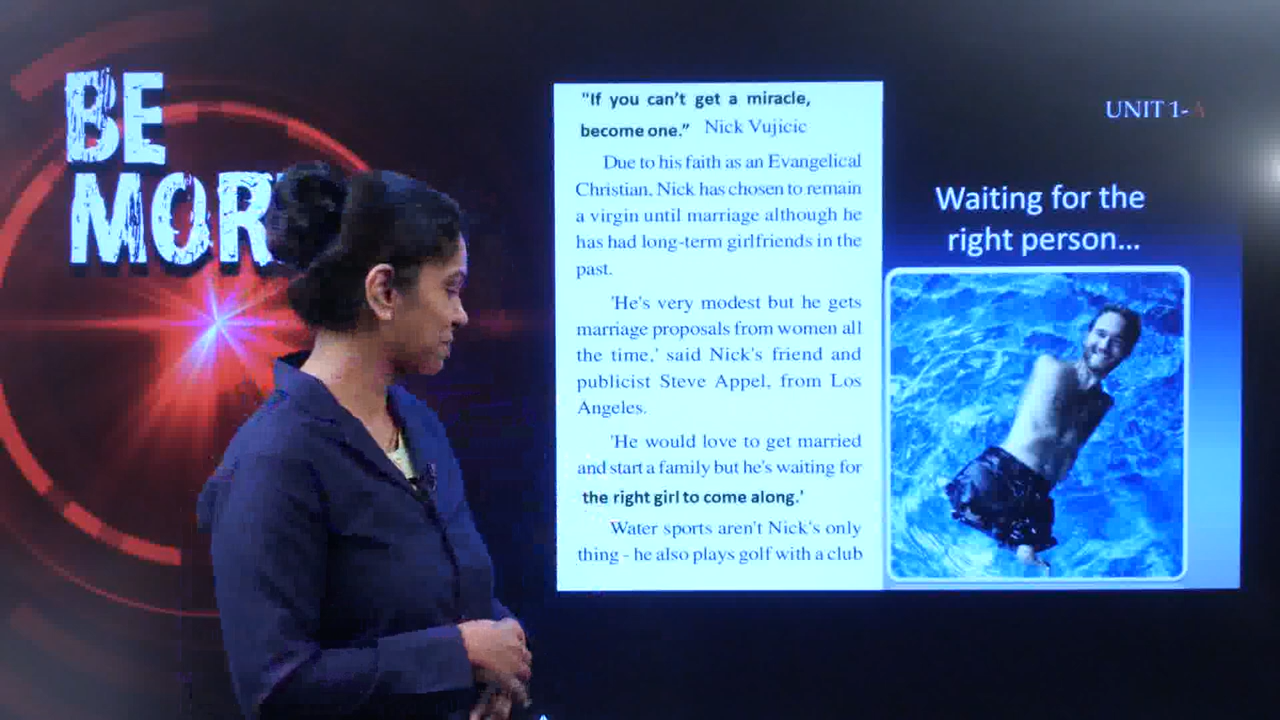 BE
MOR
"If you can't get a miracle,
become one." Nick Vujicic
Due to his faith as an Evangelical
Christian, Nick has chosen to remain
a virgin until marriage although he
has had long-term girlfriends in the
past.
'He's very modest but he gets
marriage proposals from women all
the time,' said Nick's friend and
publicist Steve Appel, from Los
Angeles.
'He would love to get married
and start a family but he's waiting for
the right girl to come along.'
Water sports aren't Nick's only
thing - he also plays golf with a club
UNIT 1-A
Waiting for the
right person...